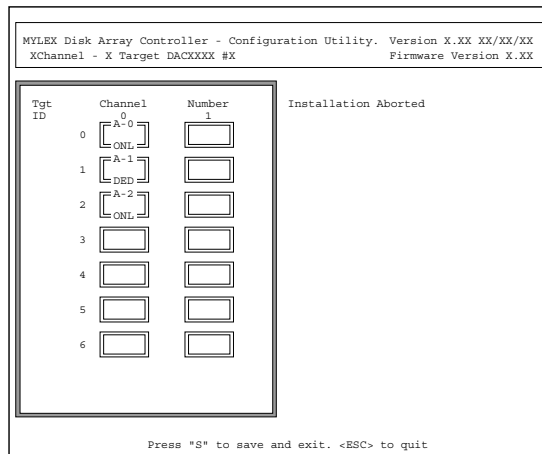 MYLEX Disk Array Controller - Configuration Utility. Version X.XX XX/XX/XX
XChannel - X Target DACXXXX #X Firmware Version X.XX
Tgt Channel Number Installation Aborted
ID 0 1
A-0
0
ONL
A-1
1
DED
A-2
2
ONL
3
4
5
6
Press "S" to save and exit. <ESC> to quit